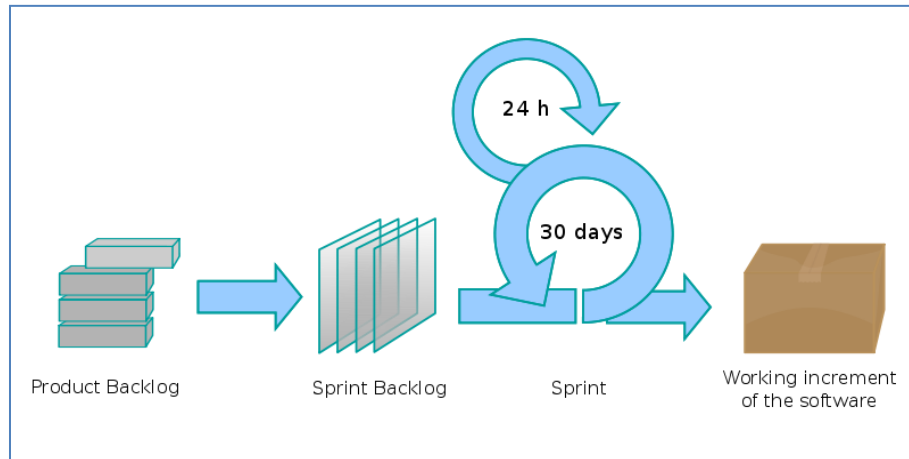 24 h
30 days
Product Backlog
Sprint Backlog
Sprint
Working increment
of the software